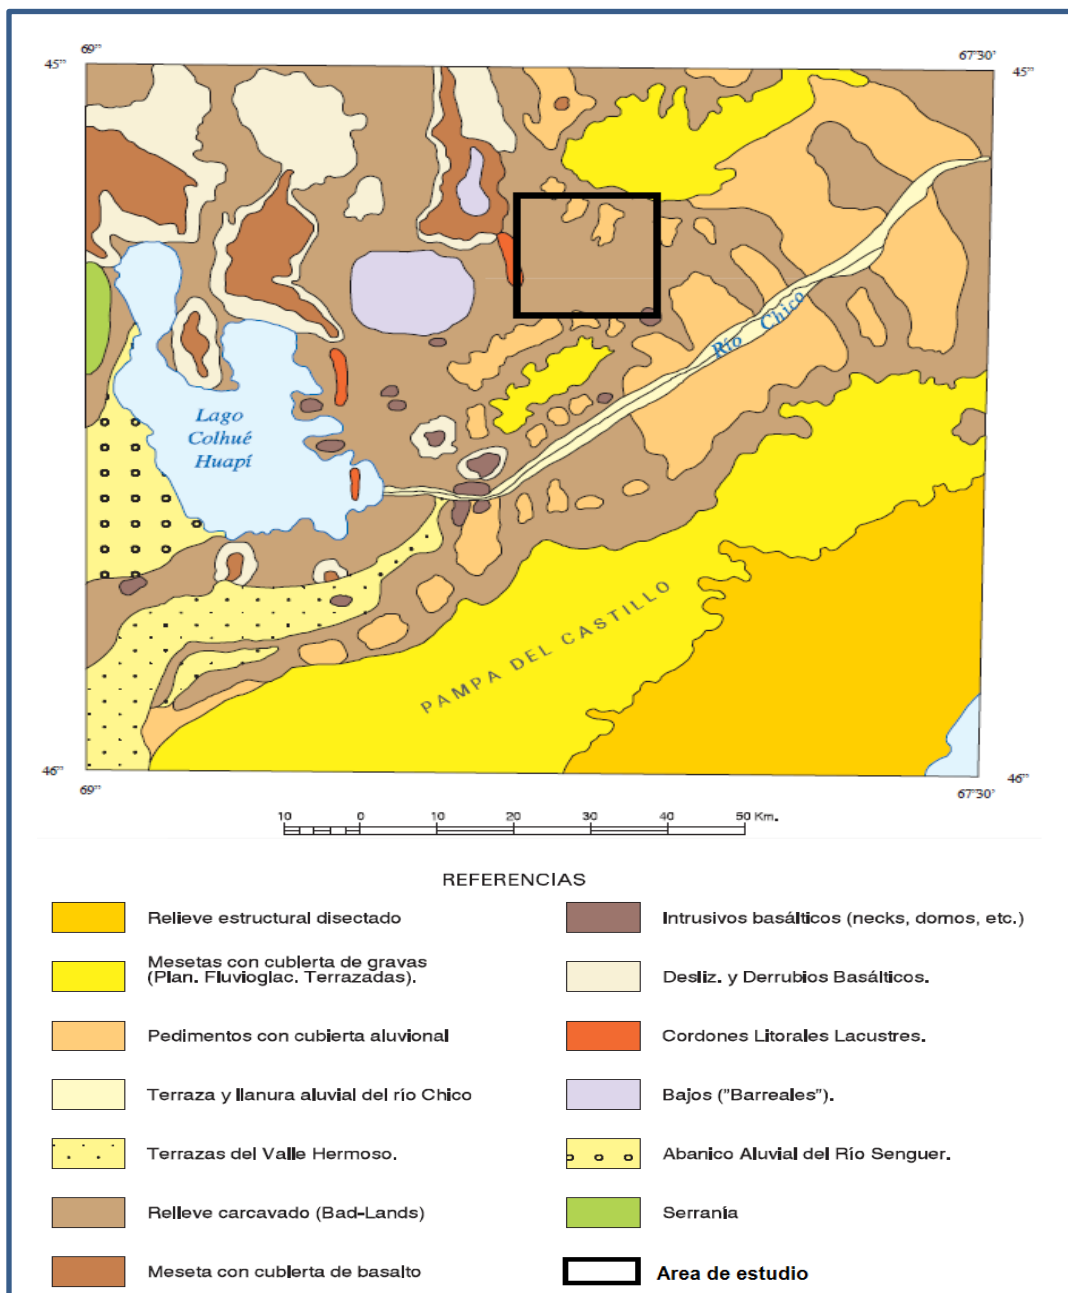 69"
67"30'
45"
45"
Río Chico
Lago
Colhué
Huapí
PAMPA DEL CASTILLO
46"
46"
69"
67"30'
10 0 10 20 30 40 50 Km.
REFERENCIAS
Relieve estructural disectado
Mesetas con cubierta de gravas
(Plan. Fluvioglac. Terrazadas).
Pedimentos con cubierta aluvional
Terraza y llanura aluvial del río Chico
Terrazas del Valle Hermoso.
Relleve carcavado (Bad-Lands)
Meseta con cubierta de basalto
Intrusivos basálticos (necks, domos, etc.)
Desliz. y Derrubios Basálticos.
Cordones Litorales Lacustres.
Bajos ("Barreales").
Abanico Aluvial del Río Senguer.
Serranía
Area de estudio